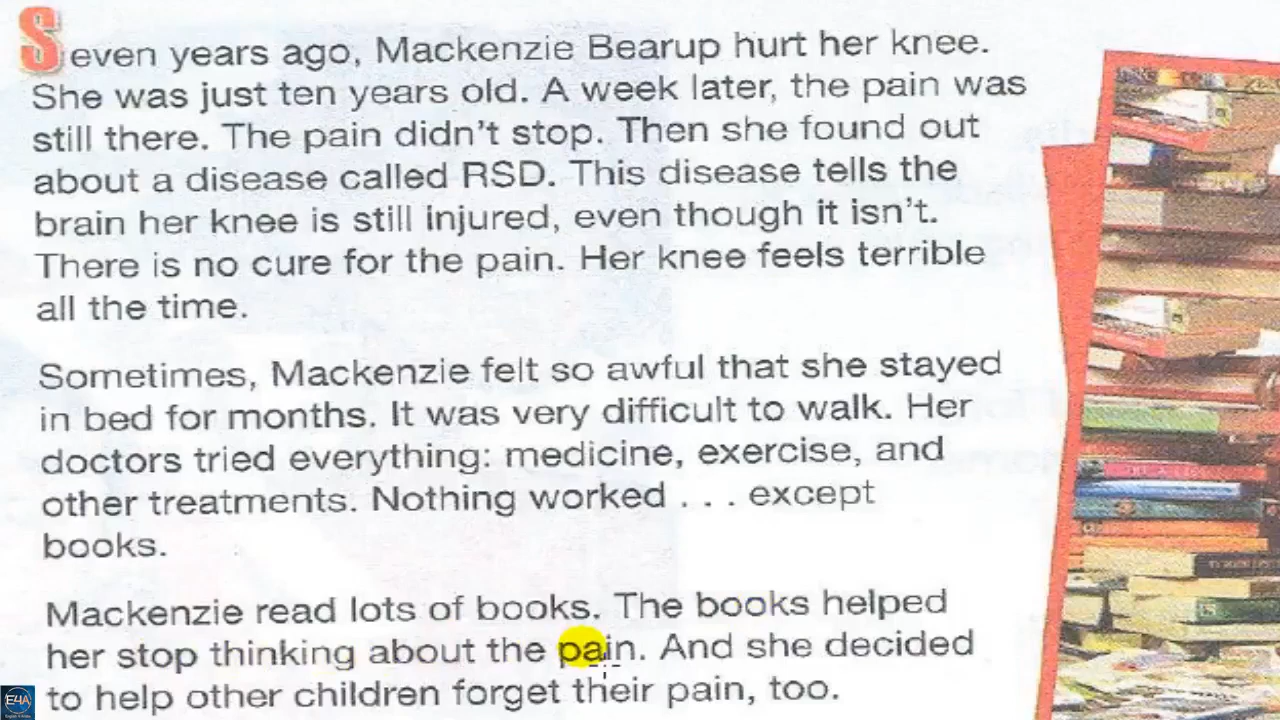 Seven years ago, Mackenzie Bearup hurt her knee.
She was just ten years old. A week later, the pain was
still there. The pain didn't stop. Then she found out
about a disease called RSD. This disease tells the
brain her knee is still injured, even though it isn't.
There is no cure for the pain. Her knee feels terrible
all the time.
Sometimes, Mackenzie felt so awful that she stayed
in bed for months. It was very difficult to walk. Her
doctors tried everything: medicine, exercise, and
other treatments. Nothing worked . . . except
books.
Mackenzie read lots of books. The books helped
her stop thinking about the pain. And she decided
to help other children forget their pain, too.
E4A